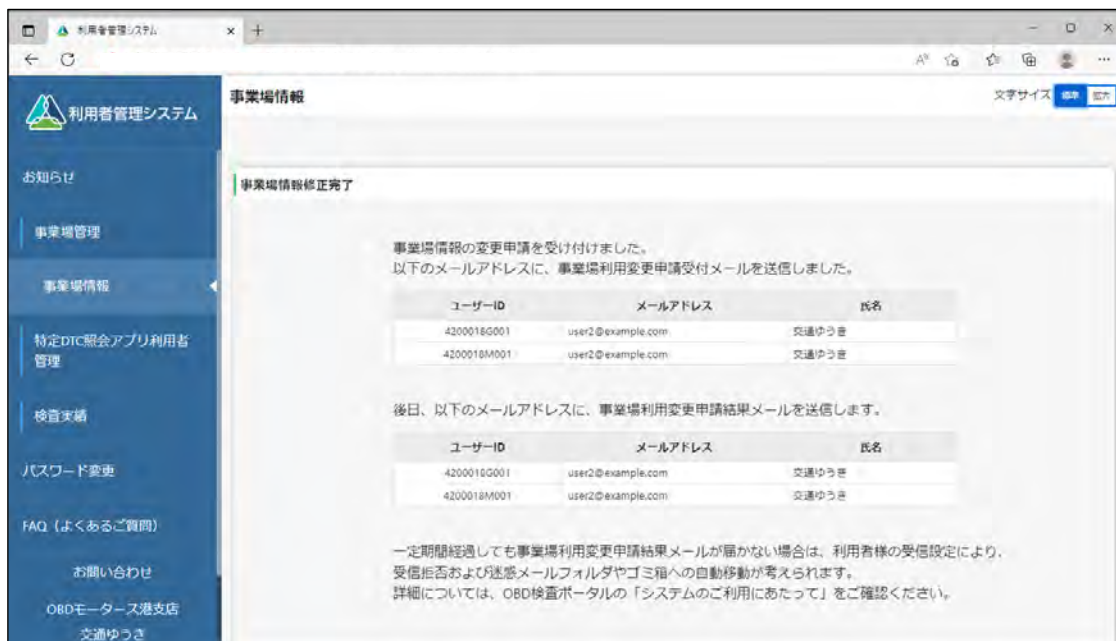 利用者管理システム
利用者管理システム
事業場情報
文字サイズ 標準 拡大
お知らせ
事業場管理
事業場情報
特定DTC照会アプリ利用者
管理
検査実績
パスワード変更
FAQ（よくあるご質問）
お問い合わせ
OBDモータース港支店
交通ゆうき
事業場情報修正完了
事業場情報の変更申請を受け付けました。
以下のメールアドレスに、事業場利用変更申請受付メールを送信しました。
ユーザーID メールアドレス 氏名
4200018G001 user2@example.com 交通ゆうき
4200018M001 user2@example.com 交通ゆうき
後日、以下のメールアドレスに、事業場利用変更申請結果メールを送信します。
ユーザーID メールアドレス 氏名
4200018G001 user2@example.com 交通ゆうき
4200018M001 user2@example.com 交通ゆうき
一定期間経過しても事業場利用変更申請結果メールが届かない場合は、利用者様の受信設定により、
受信拒否および迷惑メールフォルダやゴミ箱への自動移動が考えられます。
詳細については、OBD検査ポータルの「システムのご利用にあたって」をご確認ください。